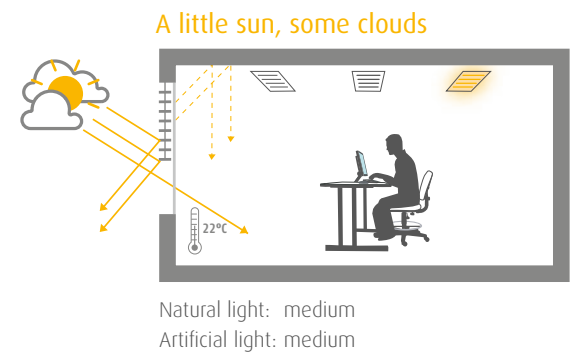 A little sun, some clouds
22°C
Natural light: medium
Artificial light: medium